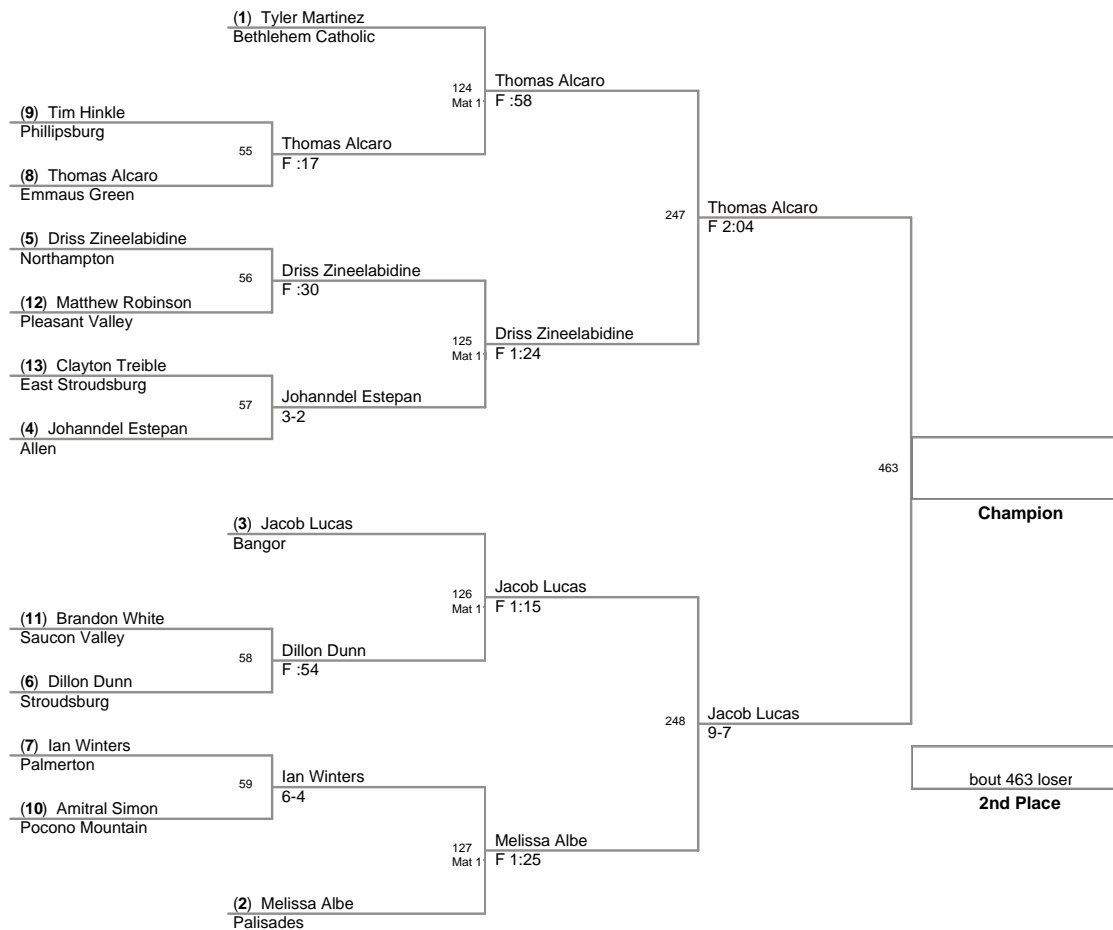 (1) Tyler Martinez
Bethlehem Catholic
124
Mat 1
Thomas Alcaro
F :58
(9) Tim Hinkle
Phillipsburg
55
Thomas Alcaro
F :17
(8) Thomas Alcaro
Emmaus Green
247
Thomas Alcaro
F 2:04
(5) Driss Zineelabidine
Northampton
56
Driss Zineelabidine
F :30
(12) Matthew Robinson
Pleasant Valley
125
Mat 1
Driss Zineelabidine
F 1:24
(13) Clayton Treible
East Stroudsburg
57
Johanndel Estepan
3-2
(4) Johanndel Estepan
Allen
463
Champion
(3) Jacob Lucas
Bangor
126
Mat 1
Jacob Lucas
F 1:15
(11) Brandon White
Saucon Valley
58
Dillon Dunn
F :54
(6) Dillon Dunn
Stroudsburg
248
Jacob Lucas
9-7
(7) Ian Winters
Palmerton
59
Ian Winters
6-4
(10) Amitral Simon
Pocono Mountain
bout 463 loser
2nd Place
127
Mat 1
Melissa Albe
F 1:25
(2) Melissa Albe
Palisades